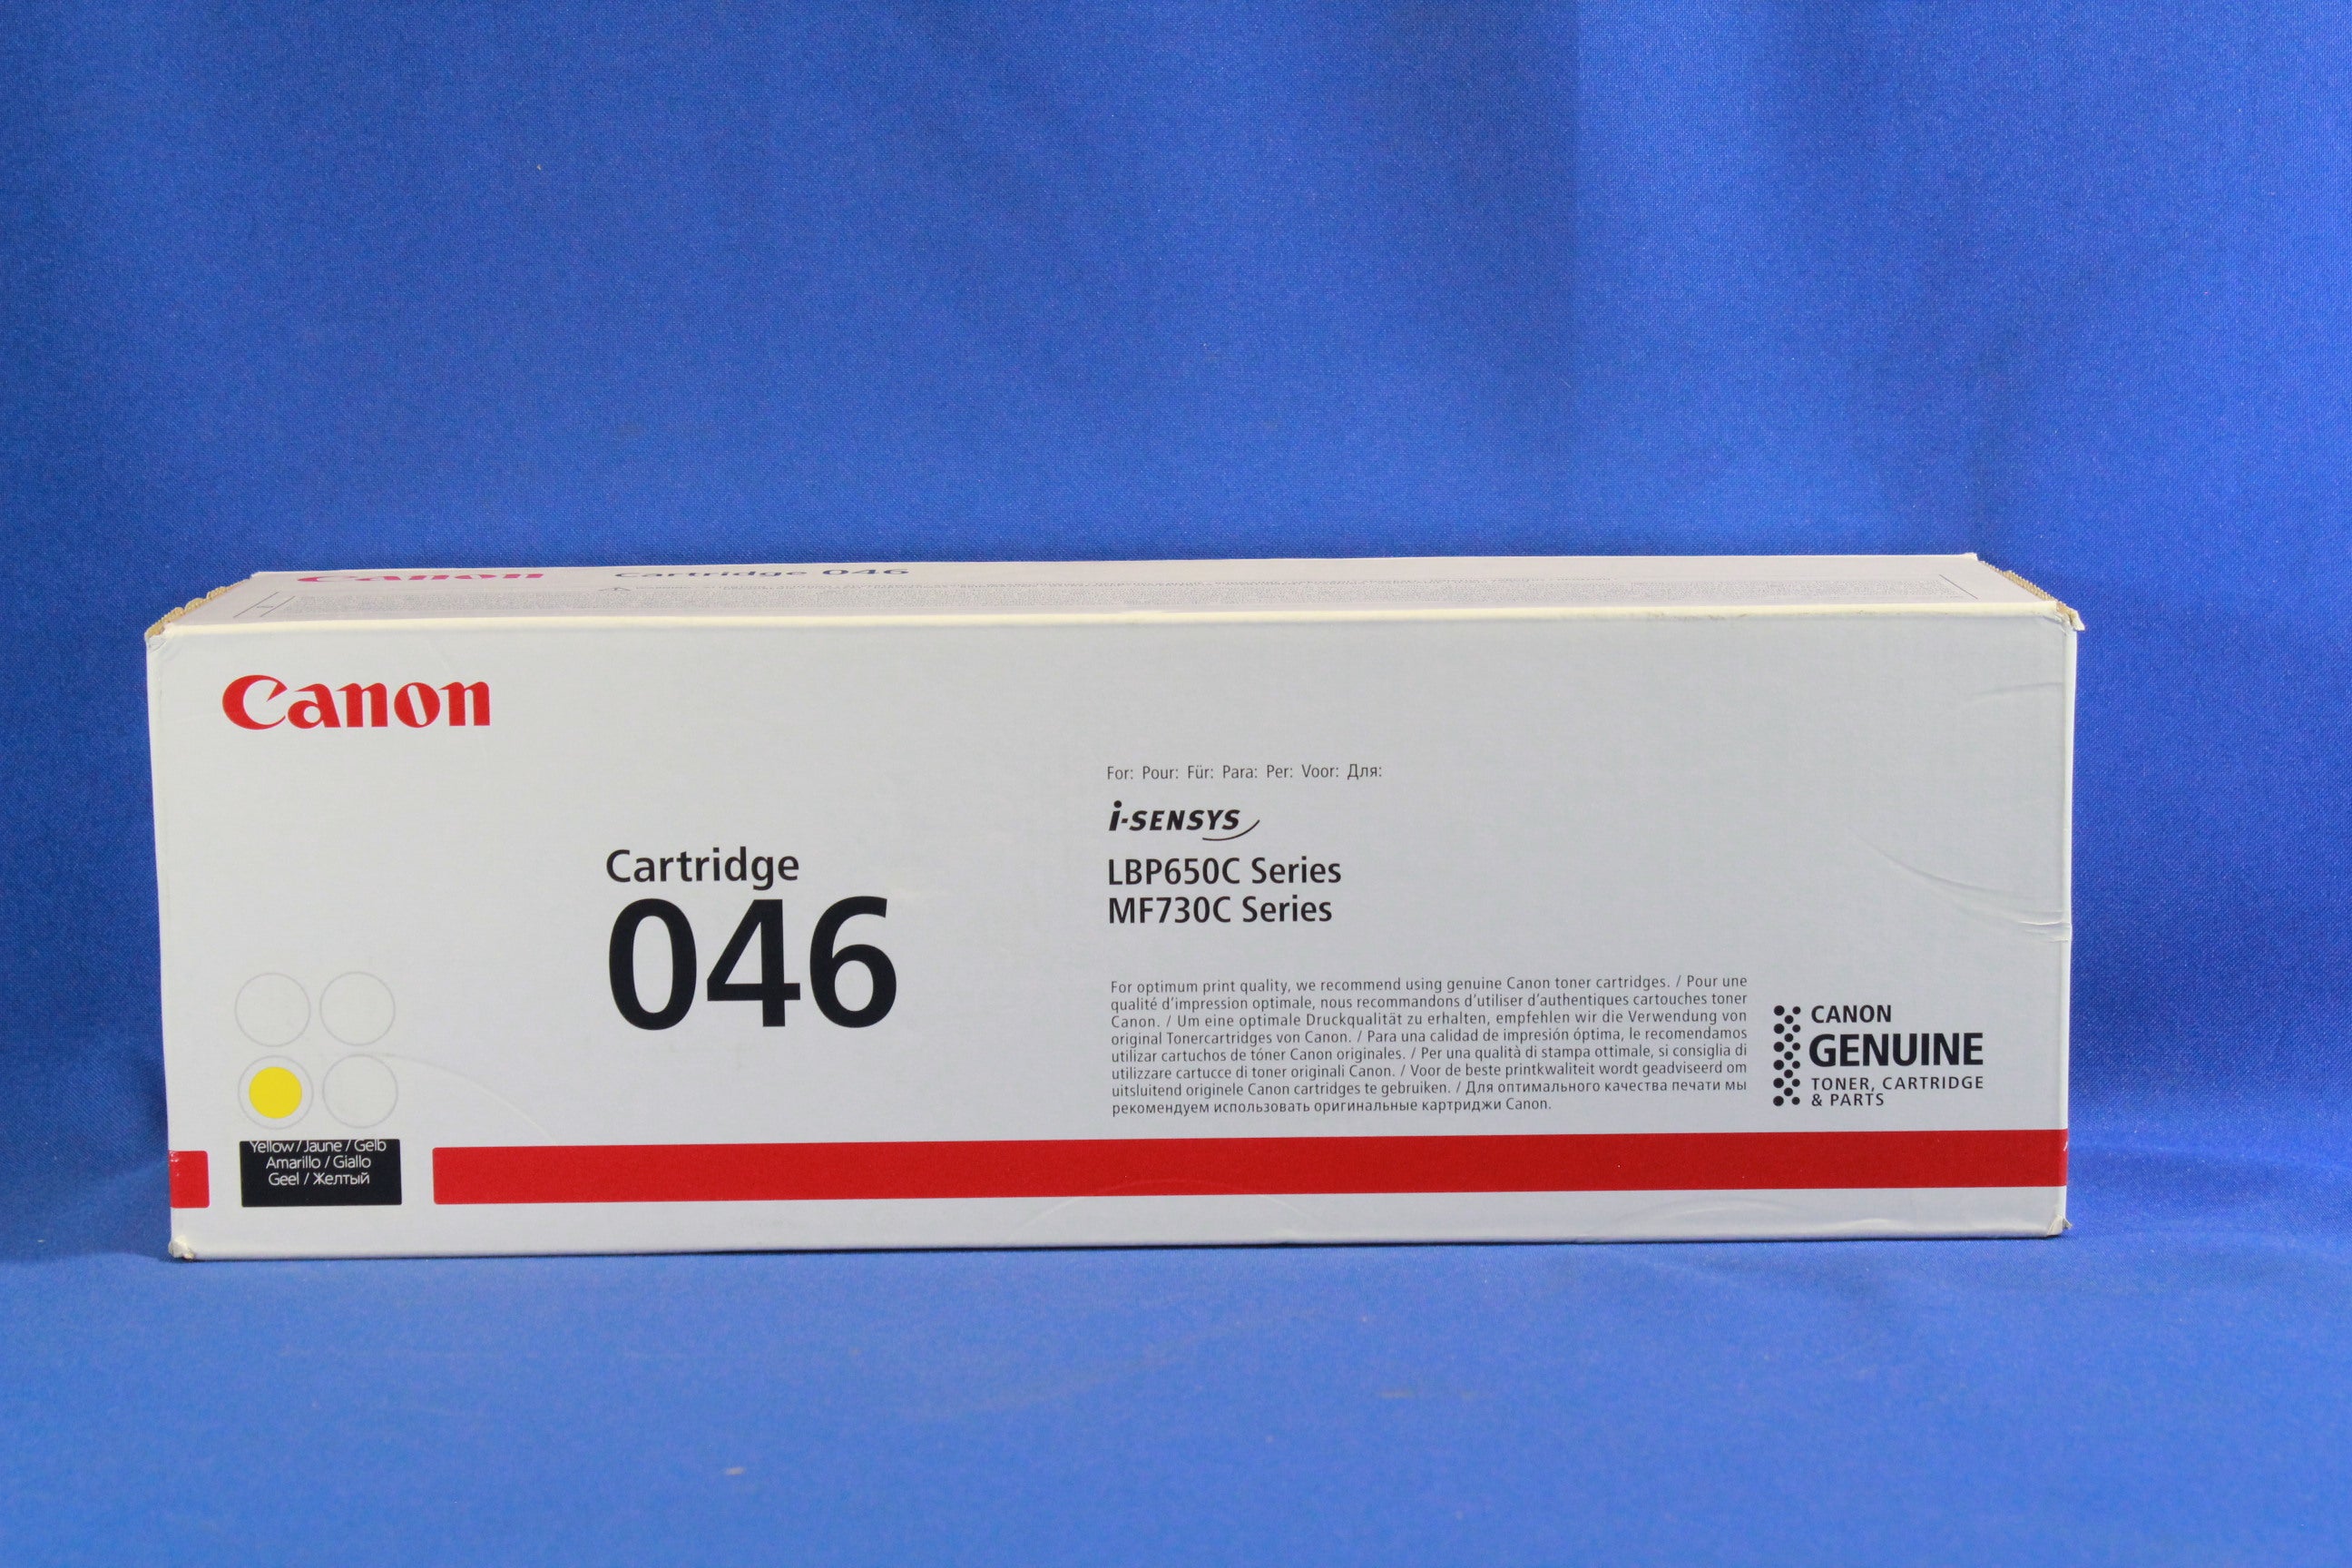 Canon
Cartridge 046
Canon
For: Pour: Für: Para: Per: Voor: Для:
i-SENSYS
Cartridge
046
LBP650C Series
MF730C Series
For optimum print quality, we recommend using genuine Canon toner cartridges. / Pour une
qualité d'impression optimale, nous recommandons d'utiliser d'authentiques cartouches toner
Canon. / Um eine optimale Druckqualität zu erhalten, empfehlen wir die Verwendung von
original Tonercartridges von Canon. / Para una calidad de impresión óptima, le recomendamos
utilizar cartuchos de tóner Canon originales. / Per una qualità di stampa ottimale, si consiglia di
utilizzare cartucce di toner originali Canon. / Voor de beste printkwaliteit wordt geadviseerd om
uitsluitend originele Canon cartridges te gebruiken. / Для оптимального качества печати мы
рекомендуем использовать оригинальные картриджи Canon.
CANON
GENUINE
TONER, CARTRIDGE
& PARTS
Yellow / Jaune / Gelb
Amarillo / Giallo
Geel / Желтый